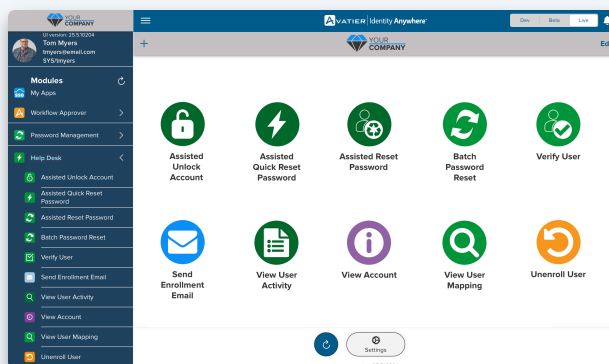 YOUR
COMPANY
UI version: 25.5.10204
Tom Myers
tmyers@email.com
SYS/tmyers
Modules
SSO
My Apps
Workflow Approver
Password Management
Help Desk
Assisted Unlock Account
Assisted Quick Reset
Password
Assisted Reset Password
Batch Password Reset
Verify User
Send Enrollment Email
View User Activity
View Account
View User Mapping
Unenroll User
AVATIER Identity Anywhere
Dev
Beta
Live
YOUR
COMPANY
Assisted
Unlock
Account
Assisted
Quick Reset
Password
Assisted Reset
Password
Batch
Password
Reset
Verify User
Send
Enrollment
Email
View User
Activity
View Account
View User
Mapping
Unenroll User
Settings